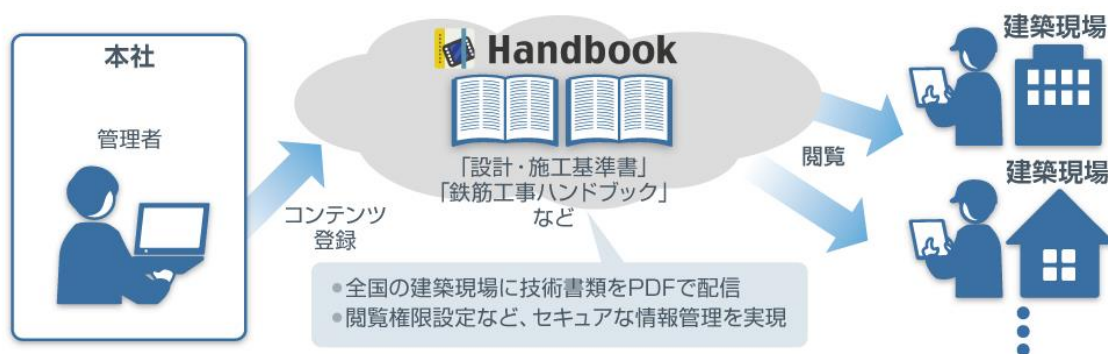 本社
管理者
コンテンツ
登録
Handbook
「設計・施工基準書」
「鉄筋工事ハンドブック」
など
●全国の建築現場に技術書類をPDFで配信
●閲覧権限設定など、セキュアな情報管理を実現
閲覧
建築現場
建築現場